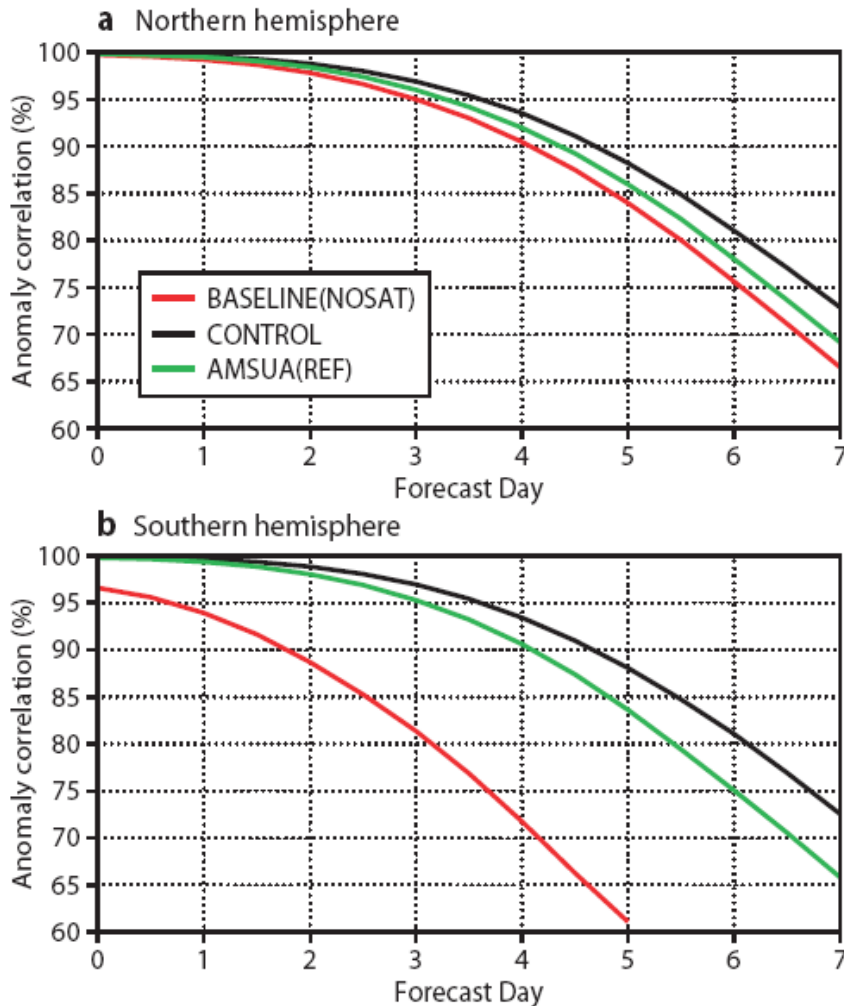 a Northern hemisphere
100
95
90
85
80
75
70
65
60
Anomaly correlation (%)
BASELINE(NOSAT)
CONTROL
AMSUA(REF)
0 1 2 3 4 5 6 7
Forecast Day
b Southern hemisphere
100
95
90
85
80
75
70
65
60
Anomaly correlation (%)
0 1 2 3 4 5 6 7
Forecast Day